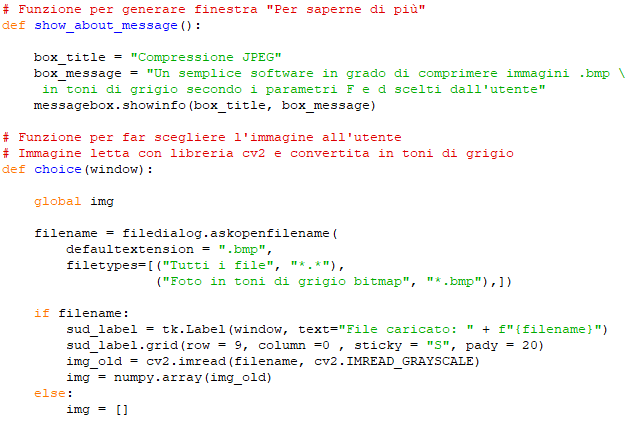 # Funzione per generare finestra "Per saperne di più"
def show_about_message():
box_title = "Compressione JPEG"
box_message = "Un semplice software in grado di comprimere immagini .bmp \
in toni di grigio secondo i parametri F e d scelti dall'utente"
messagebox.showinfo(box_title, box_message)
# Funzione per far scegliere l'immagine all'utente
# Immagine letta con libreria cv2 e convertita in toni di grigio
def choice(window):
global img
filename = filedialog.askopenfilename(
defaultextension = ".bmp",
filetypes=[("Tutti i file", "*.*"),
("Foto in toni di grigio bitmap", "*.bmp"),])
if filename:
sud_label = tk.Label(window, text="File caricato: " + f"{filename}")
sud_label.grid(row = 9, column =0 , sticky = "S", pady = 20)
img_old = cv2.imread(filename, cv2.IMREAD_GRAYSCALE)
img = numpy.array(img_old)
else:
img = []